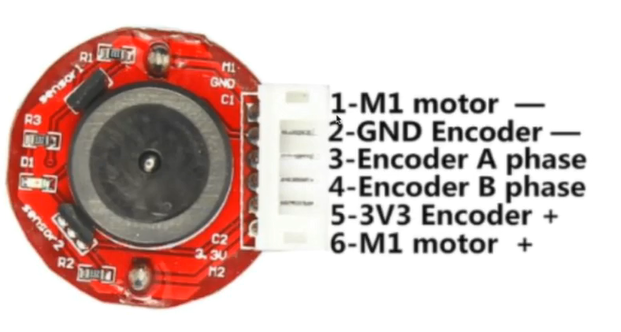 1-M1 motor —
2-GND Encoder —
3-Encoder A phase
4-Encoder B phase
5-3V3 Encoder +
6-M1 motor +
R1
M1
GND
sensor1
C1
R3
D1
sensor2
C2
3.3V
R2
M2